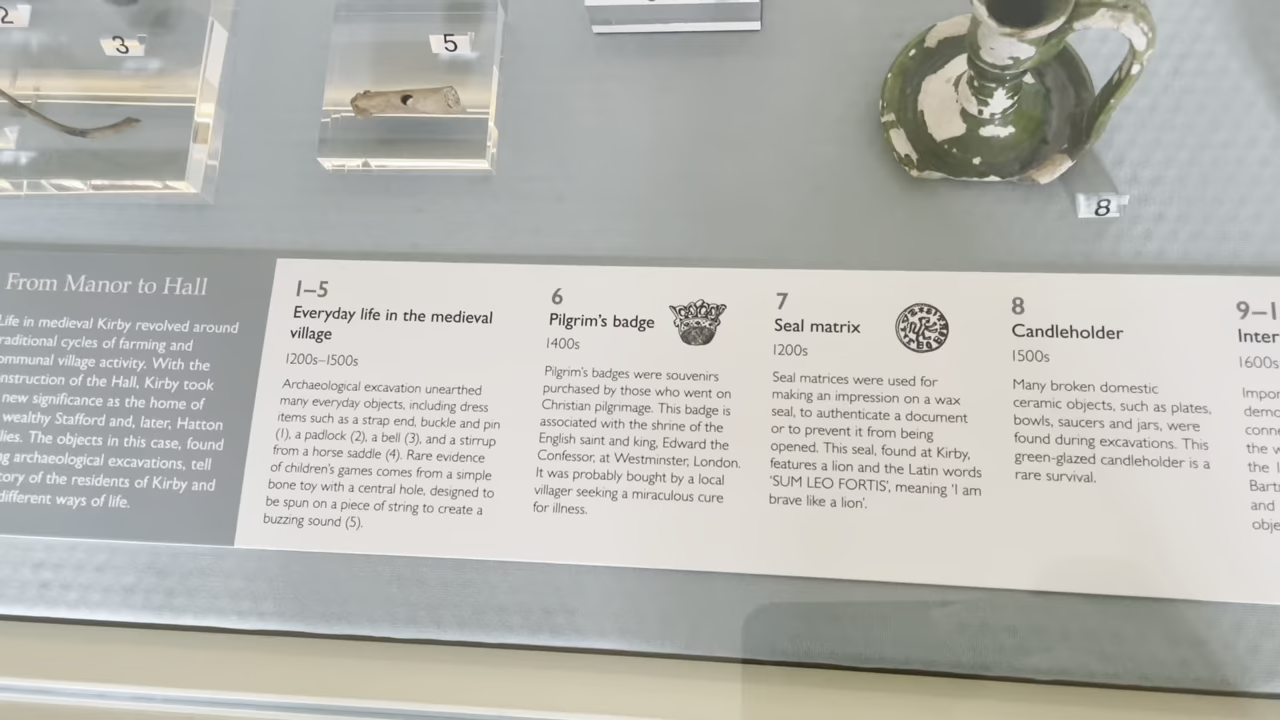 2
3
5
8
From Manor to Hall
Life in medieval Kirby revolved around
traditional cycles of farming and
communal village activity. With the
construction of the Hall, Kirby took
new significance as the home of
wealthy Stafford and, later, Hatton
The objects in this case, found
archaeological excavations, tell
story of the residents of Kirby and
different ways of life.
1–5
Everyday life in the medieval
village
1200s–1500s
Archaeological excavation unearthed
many everyday objects, including dress
items such as a strap end, buckle and pin
(1), a padlock (2), a bell (3), and a stirrup
from a horse saddle (4). Rare evidence
of children's games comes from a simple
bone toy with a central hole, designed to
be spun on a piece of string to create a
buzzing sound (5).
6
Pilgrim's badge
1400s
Pilgrim's badges were souvenirs
purchased by those who went on
Christian pilgrimage. This badge is
associated with the shrine of the
English saint and king, Edward the
Confessor, at Westminster, London.
It was probably bought by a local
villager seeking a miraculous cure
for illness.
7
Seal matrix
1200s
Seal matrices were used for
making an impression on a wax
seal, to authenticate a document
or to prevent it from being
opened. This seal, found at Kirby,
features a lion and the Latin words
'SUM LEO FORTIS', meaning 'I am
brave like a lion'.
8
Candleholder
1500s
Many broken domestic
ceramic objects, such as plates,
bowls, saucers and jars, were
found during excavations. This
green-glazed candleholder is a
rare survival.
1600s
the
and